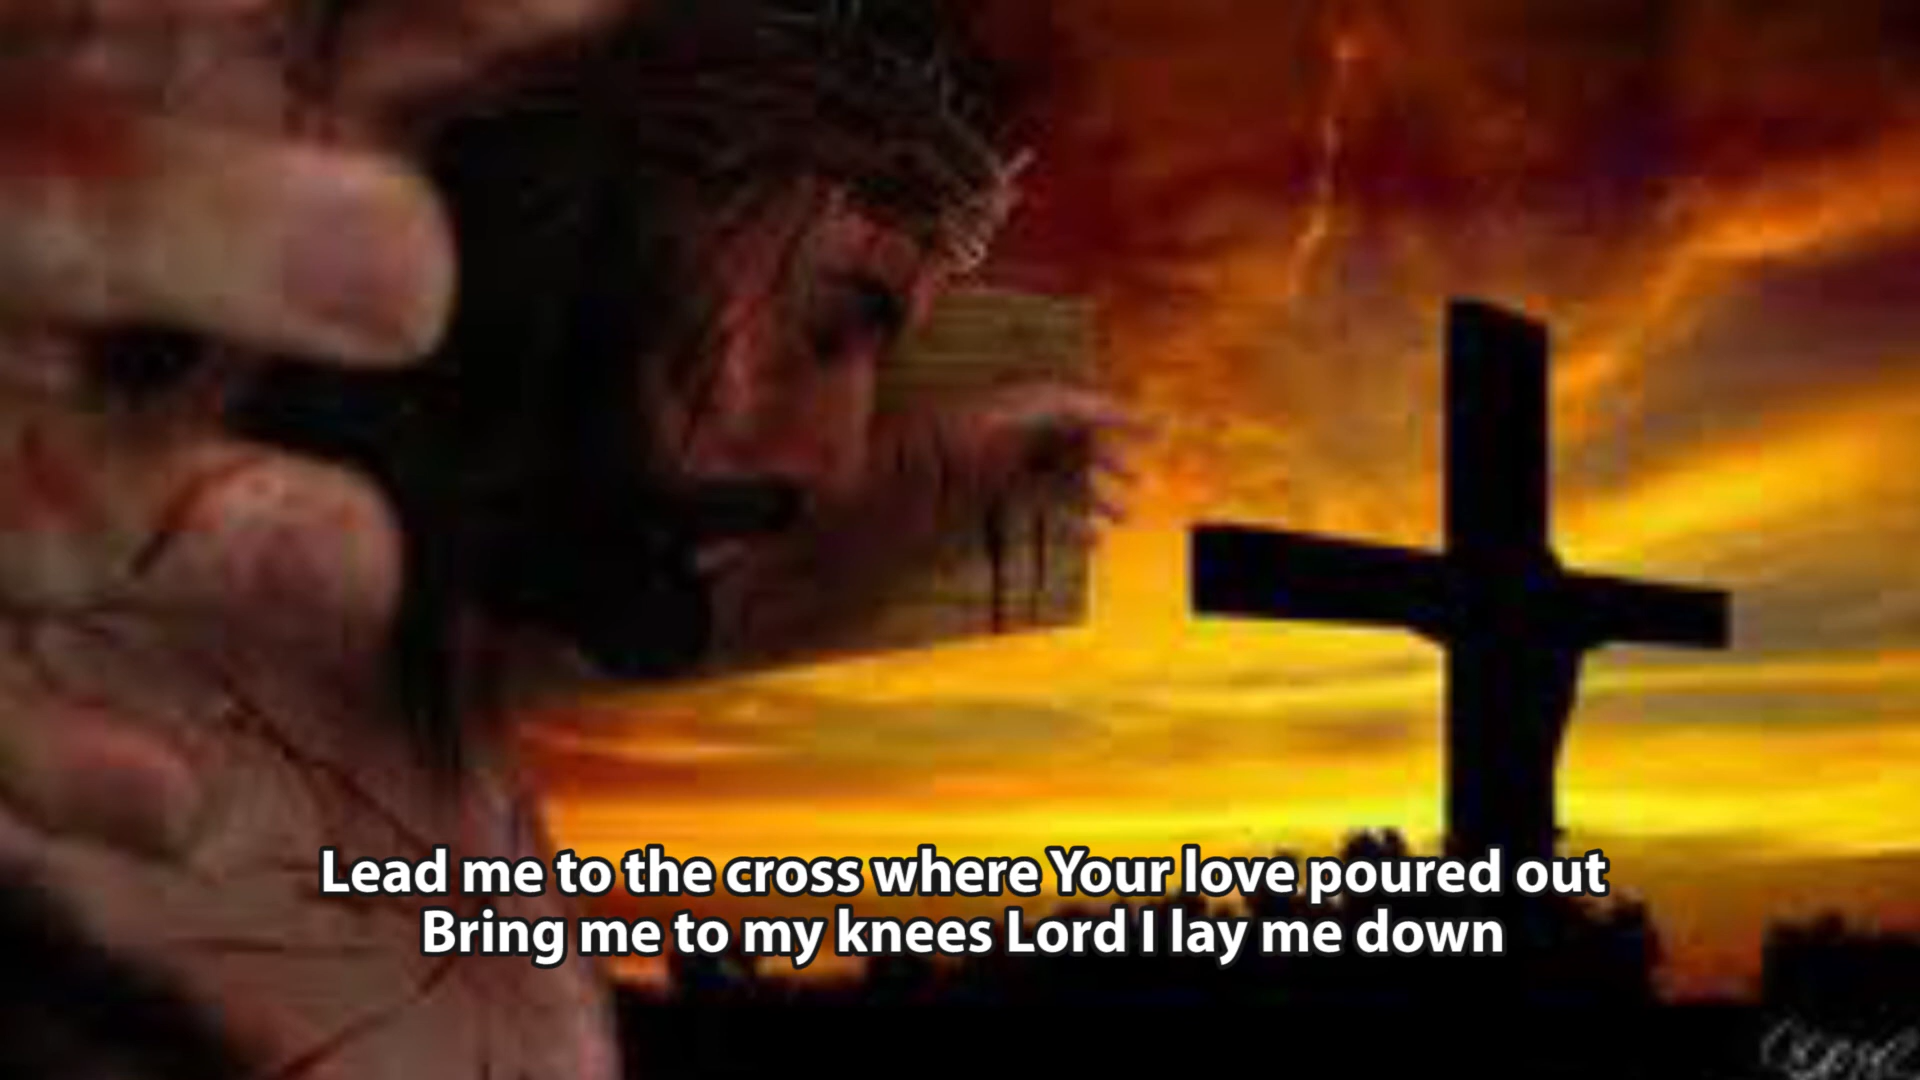 Lead me to the cross where Your love poured out
Bring me to my knees Lord I lay me down